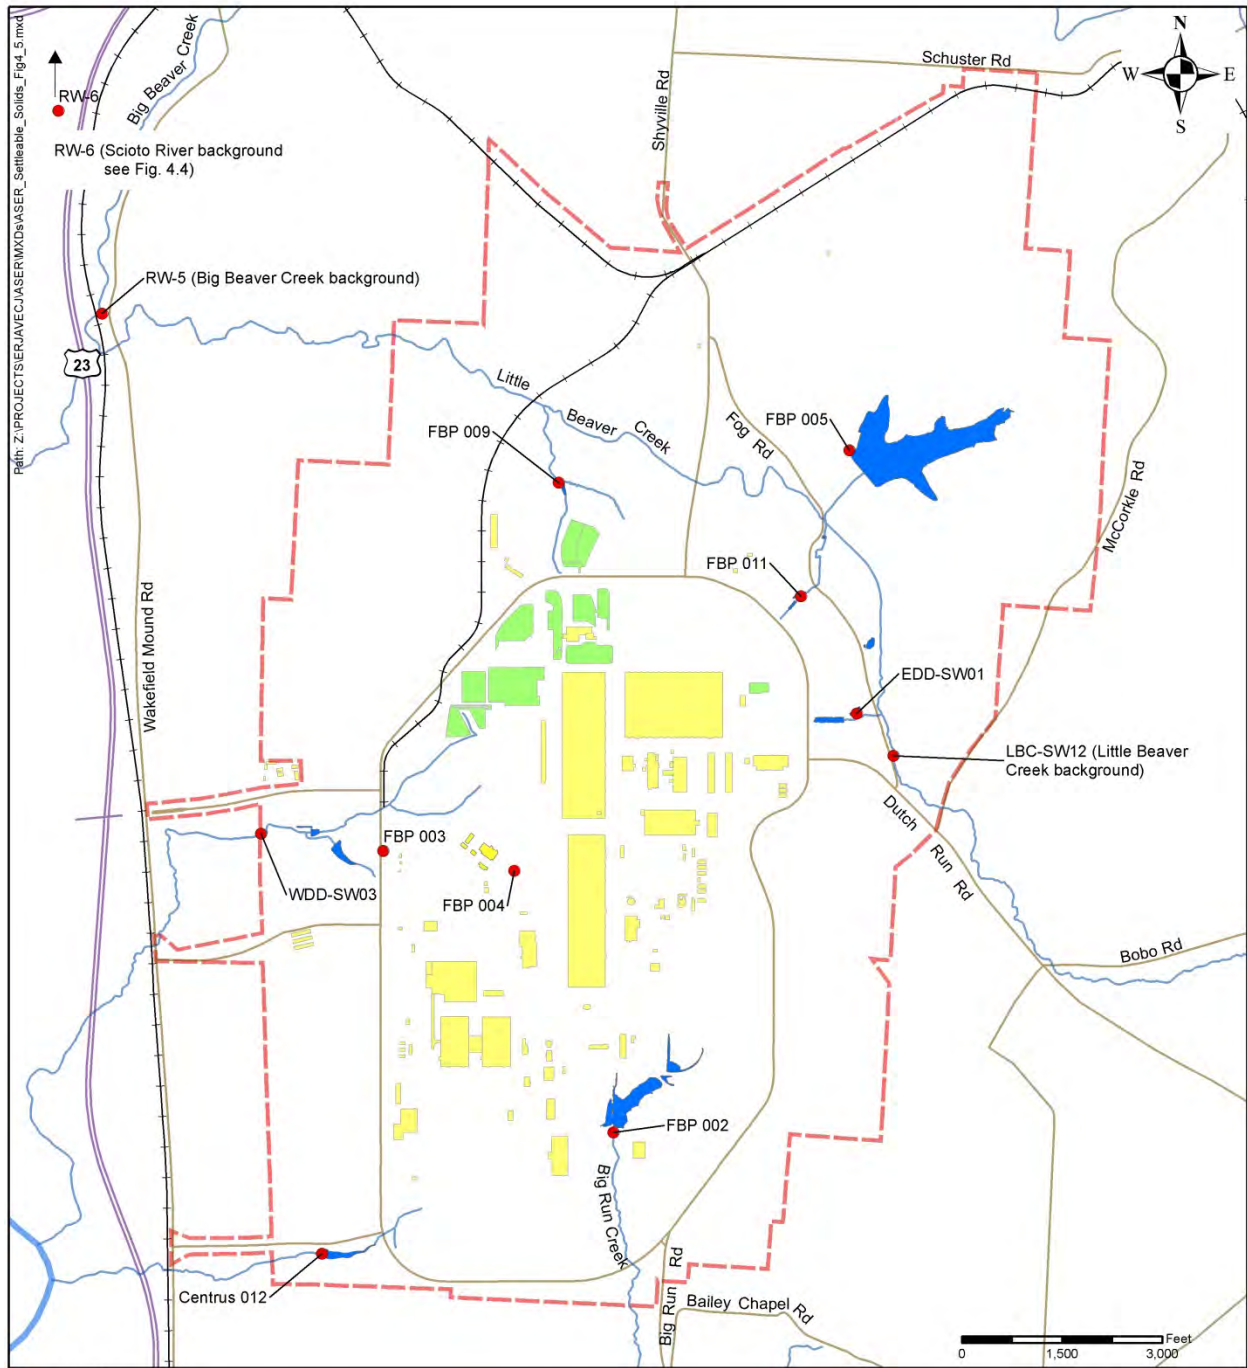 Path: Z:\PROJECTS\ERJAVECJ\ASER\MXDs\ASER_Settleable_Solids_Fig4_5.mxd
N
W
E
S
Big Beaver Creek
Schuster Rd
Shyville Rd
RW-6
RW-6 (Scioto River background
see Fig. 4.4)
RW-5 (Big Beaver Creek background)
23
Little
Beaver
Creek
FBP 009
FBP 005
Fog Rd
McCorkle Rd
FBP 011
Wakefield Mound Rd
EDD-SW01
LBC-SW12 (Little Beaver
Creek background)
Dutch
Run
Rd
FBP 003
WDD-SW03
FBP 004
Bobo Rd
FBP 002
Big Run Creek
Centrus 012
Big Run
Rd
Bailey Chapel Rd
Feet
0
1,500
3,000